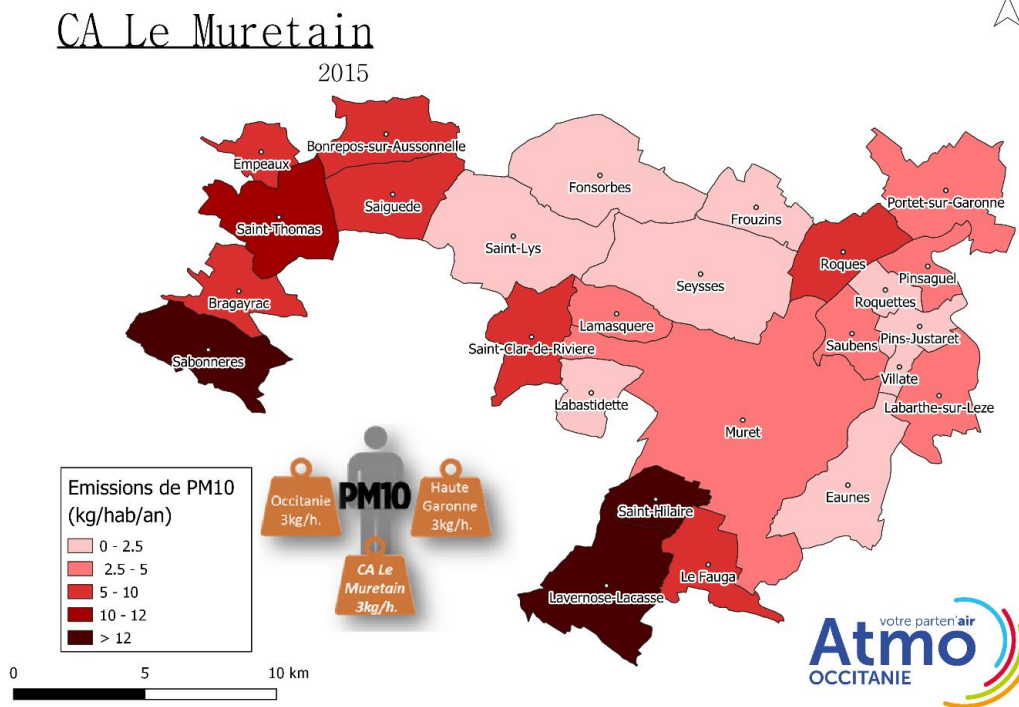 CA Le Muretain
2015
Empeaux
Bonrepos-sur-Aussonnelle
Saint-Thomas
Saiguede
Bragayrac
Sabonneres
Saint-Lys
Fonsorbes
Frouzins
Portet-sur-Garonne
Seysses
Roques
Pinsaguel
Roquettes
Saint-Clar-de-Riviere
Lamasquere
Saubens
Pins-Justaret
Villate
Labastidette
Labarthe-sur-Leze
Muret
Eaunes
Saint-Hilaire
Le Fauga
Lavernose-Lacasse
Emissions de PM10
(kg/hab/an)
0 - 2.5
2.5 - 5
5 - 10
10 - 12
> 12
Occitanie
3kg/h.
PM10
Haute
Garonne
3kg/h.
CA Le
Muretain
3kg/h.
0 5 10 km
votre parten'air
Atmo
OCCITANIE